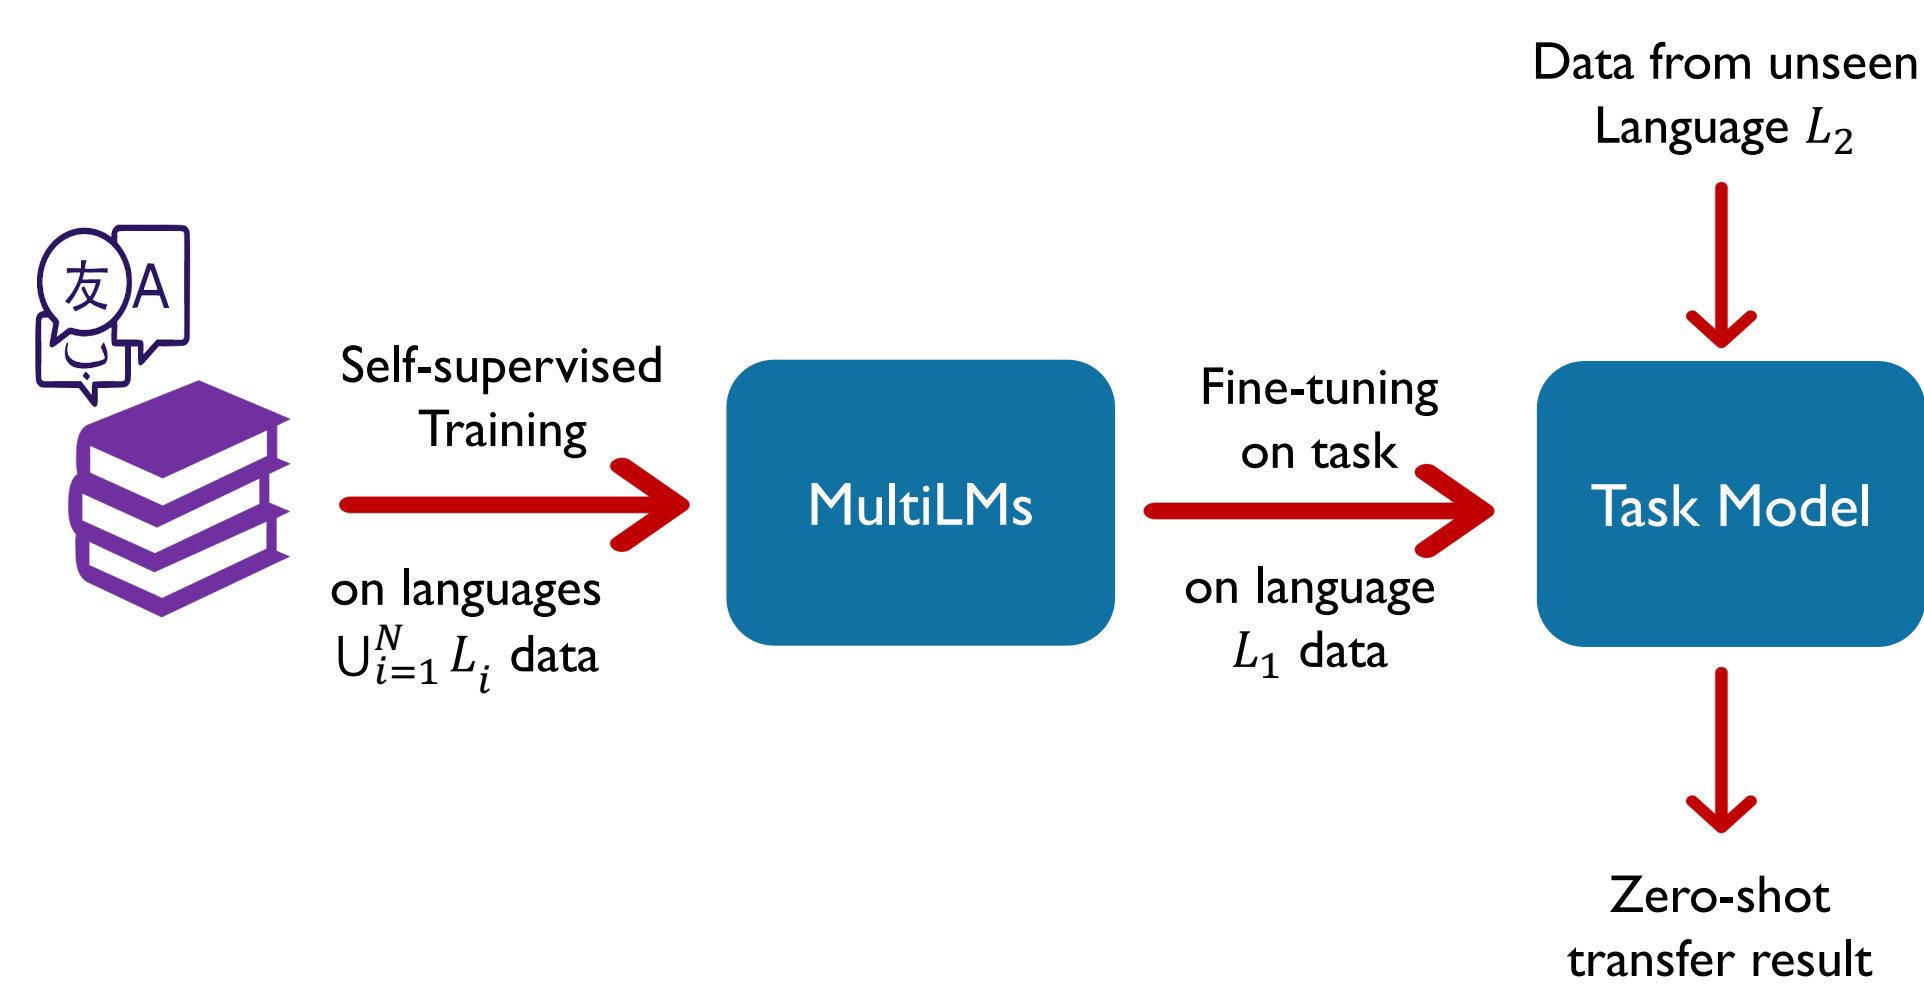 Data from unseen
Language L₂
友
A
ب
Self-supervised
Training
on languages
⋃ᵢ₌₁ᴺ Lᵢ data
MultiLMs
Fine-tuning
on task
on language
L₁ data
Task Model
Zero-shot
transfer result